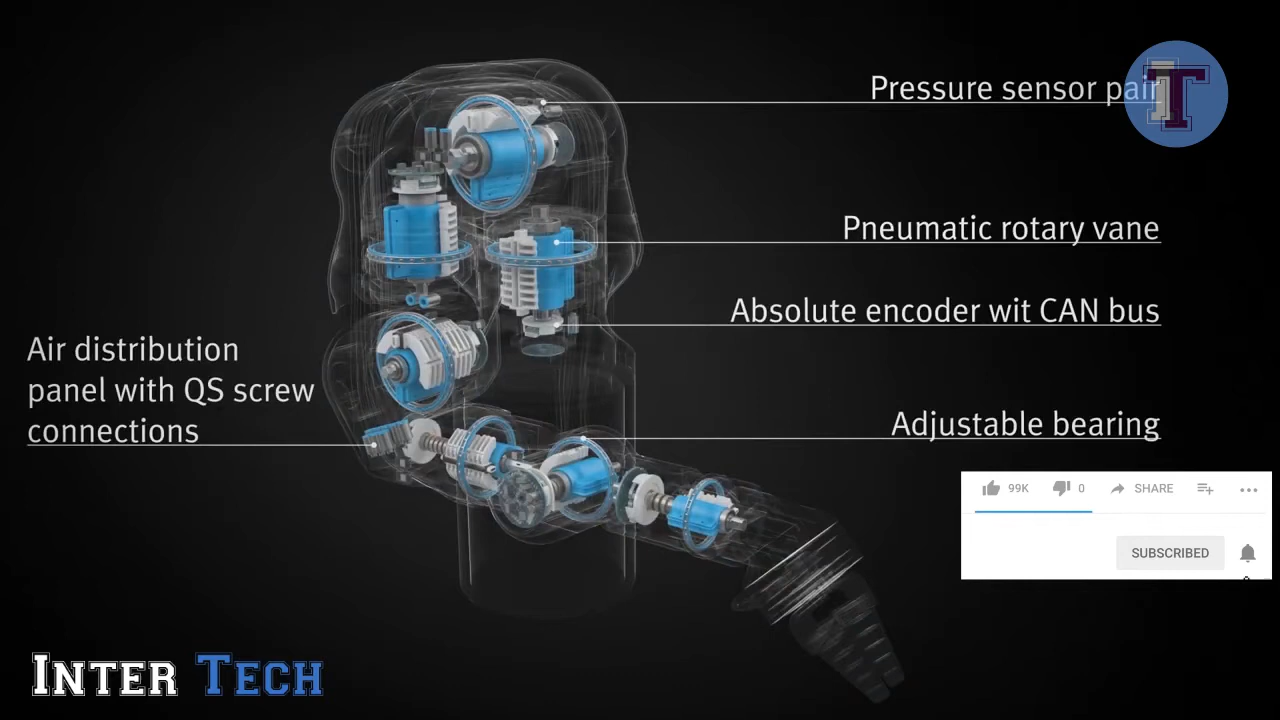 Pressure sensor pair
Pneumatic rotary vane
Absolute encoder wit CAN bus
Air distribution
panel with QS screw
connections
Adjustable bearing
99K 0 SHARE
SUBSCRIBED
INTER TECH
IT